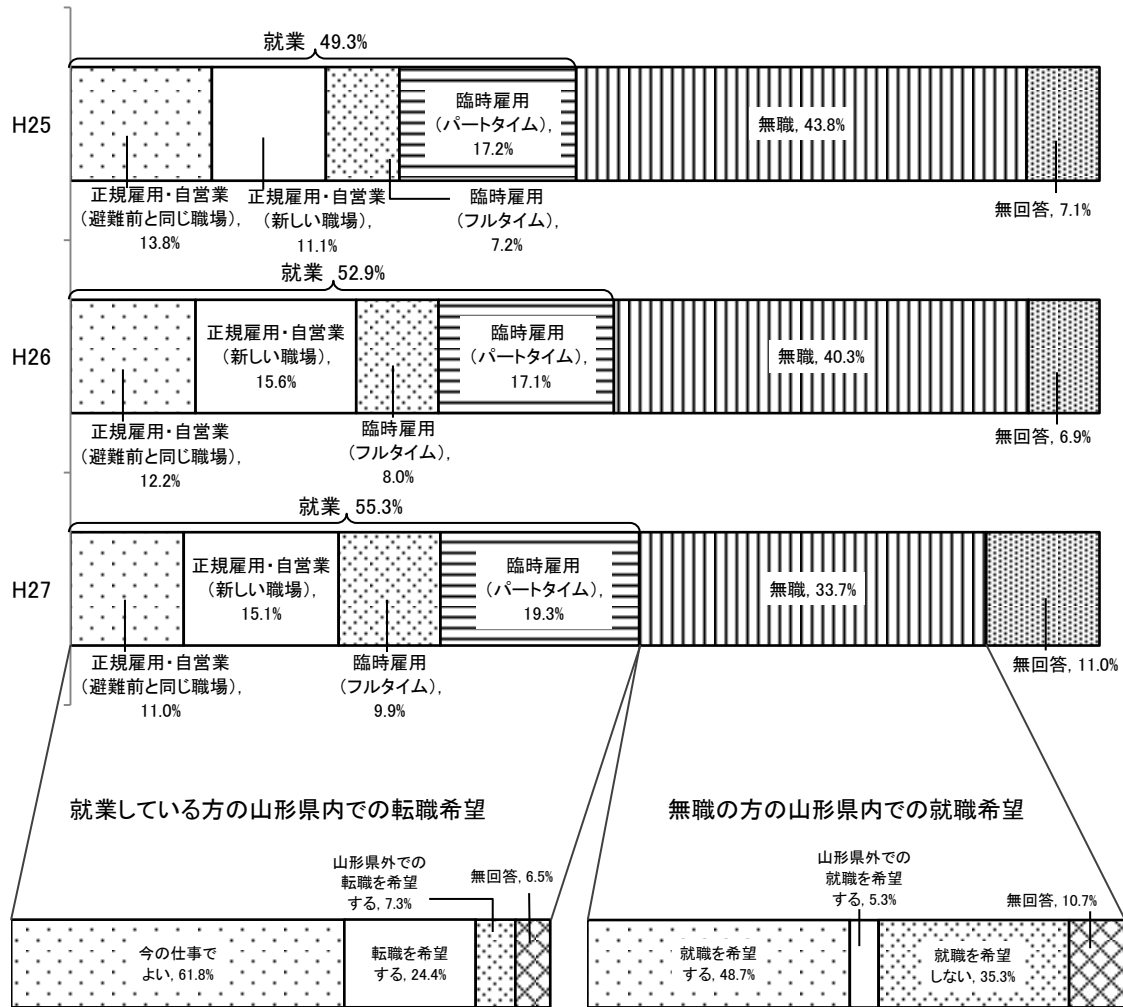 就業 49.3%
H25
臨時雇用
(パートタイム),
17.2%
無職, 43.8%
正規雇用・自営業
(避難前と同じ職場),
13.8%
正規雇用・自営業
(新しい職場),
11.1%
臨時雇用
(フルタイム),
7.2%
無回答, 7.1%
就業 52.9%
H26
正規雇用・自営業
(新しい職場),
15.6%
臨時雇用
(パートタイム),
17.1%
無職, 40.3%
正規雇用・自営業
(避難前と同じ職場),
12.2%
臨時雇用
(フルタイム),
8.0%
無回答, 6.9%
就業 55.3%
H27
正規雇用・自営業
(新しい職場),
15.1%
臨時雇用
(パートタイム),
19.3%
無職, 33.7%
正規雇用・自営業
(避難前と同じ職場),
11.0%
臨時雇用
(フルタイム),
9.9%
無回答, 11.0%
就業している方の山形県内での転職希望
山形県外での
転職を希望
する, 7.3%
無回答, 6.5%
今の仕事で
よい, 61.8%
転職を希望
する, 24.4%
無職の方の山形県内での就職希望
山形県外での
就職を希望
する, 5.3%
無回答, 10.7%
就職を希望
する, 48.7%
就職を希望
しない, 35.3%